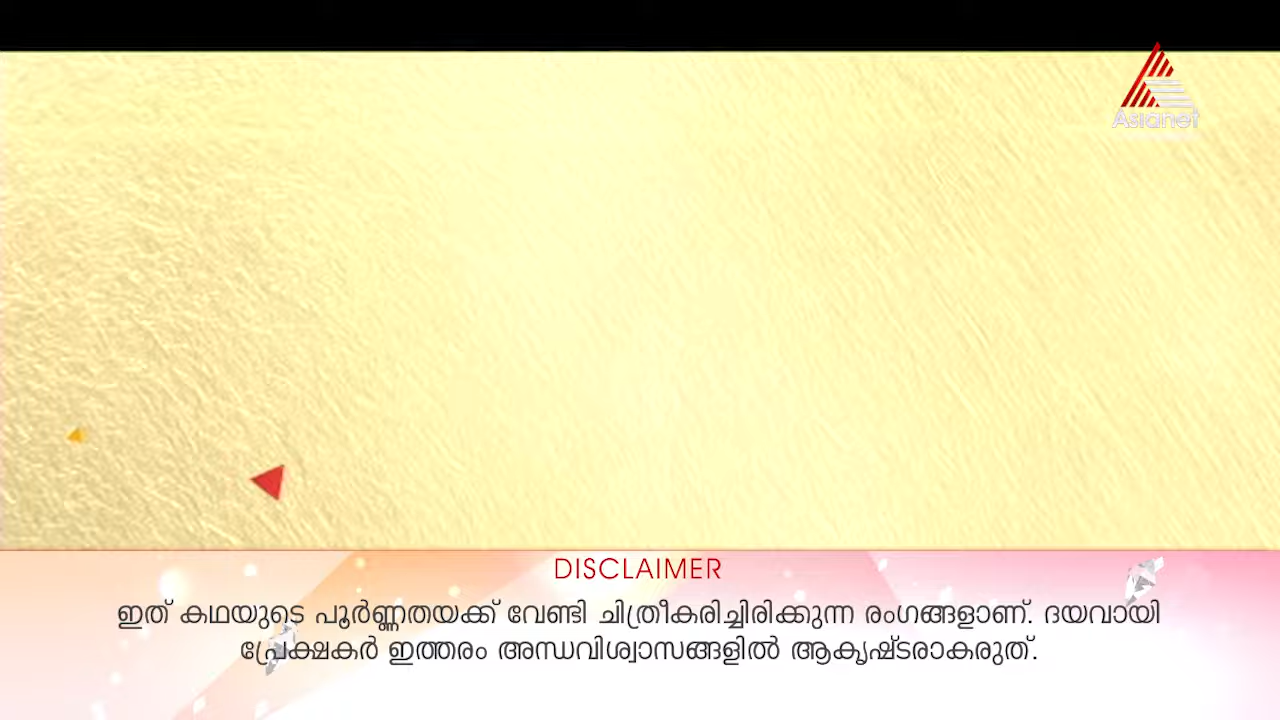 Asianet
DISCLAIMER
ഇത് കഥയുടെ പൂർണ്ണതയക്ക് വേണ്ടി ചിത്രീകരിച്ചിരിക്കുന്ന രംഗങ്ങളാണ്. ദയവായി
പ്രേക്ഷകർ ഇത്തരം അന്ധവിശ്വാസങ്ങളിൽ ആകൃഷ്ടരാകരുത്.